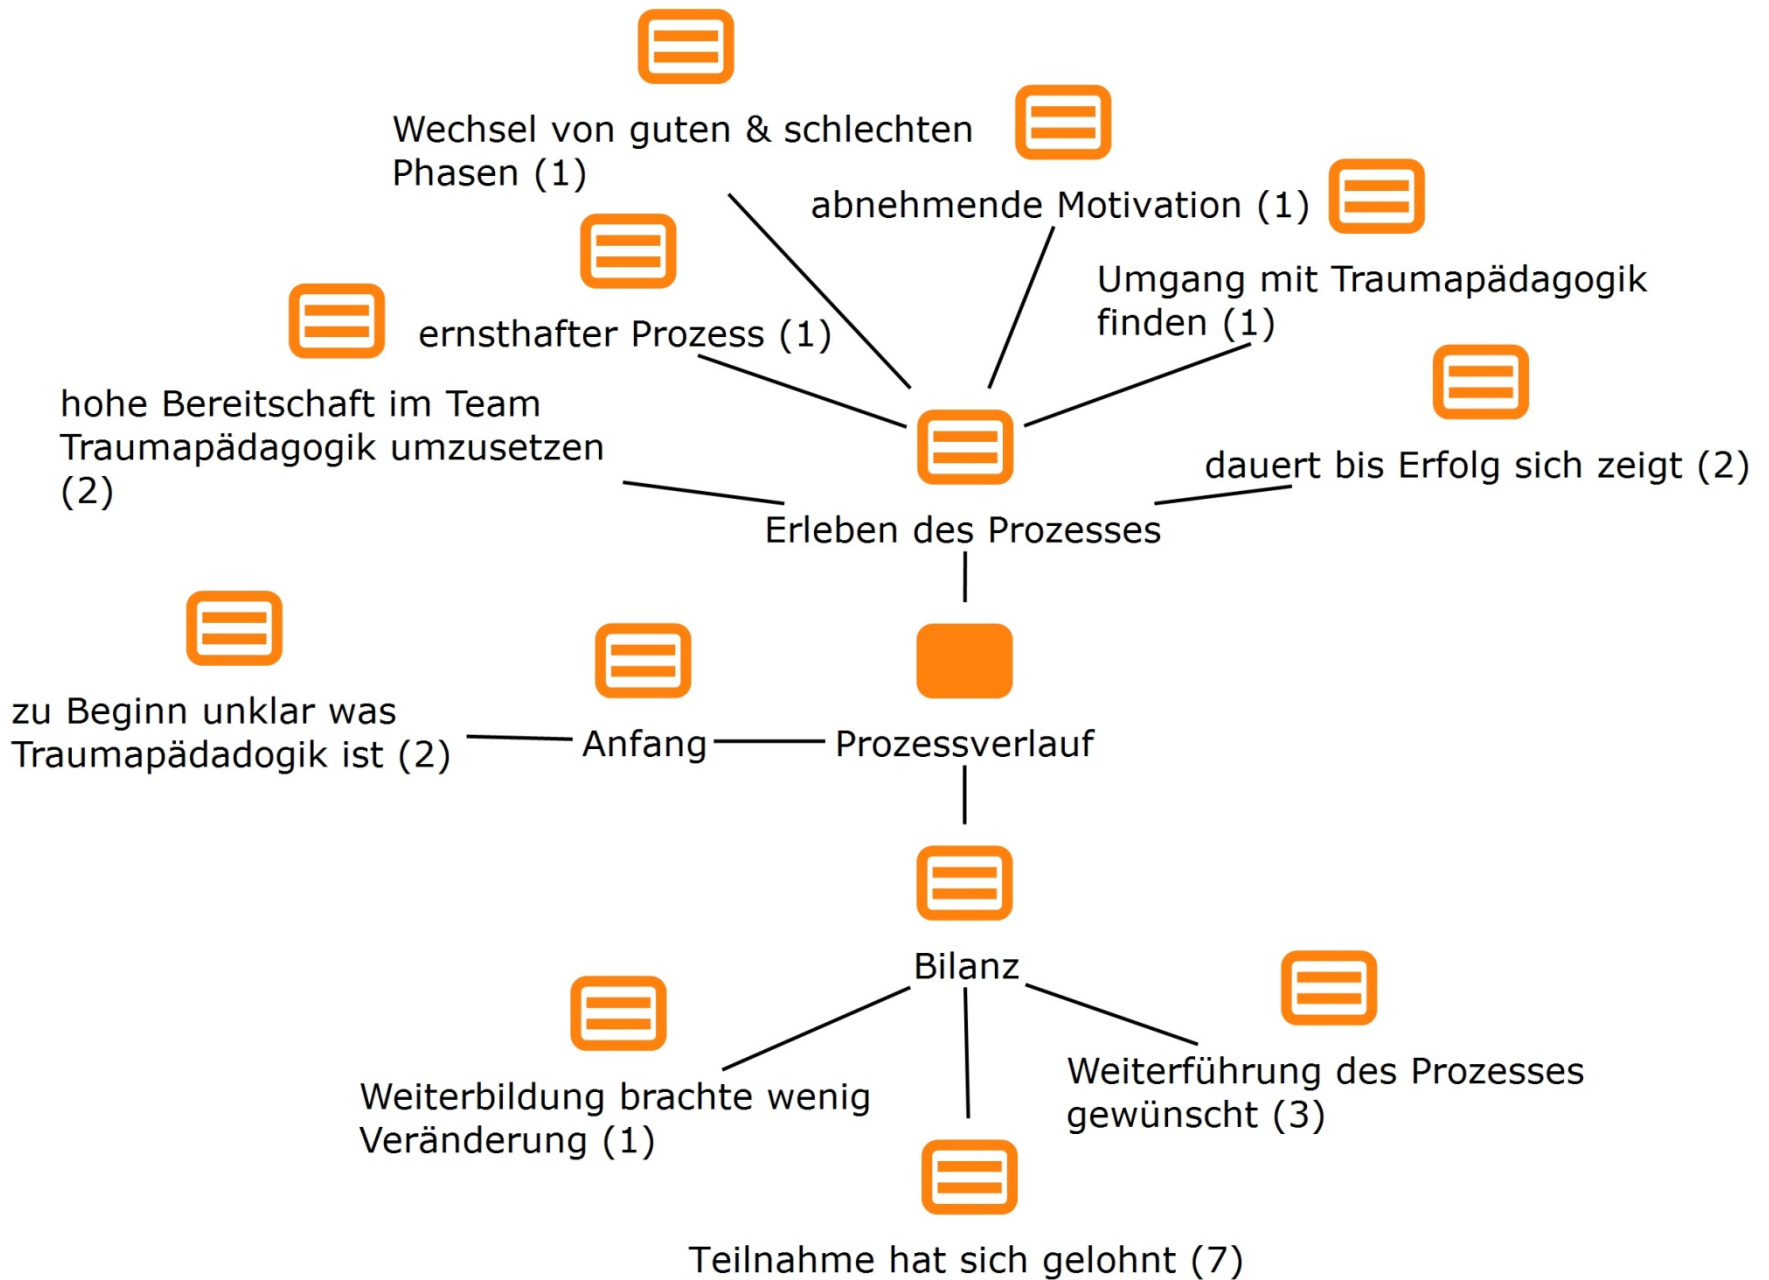 Wechsel von guten & schlechten
Phasen (1)
abnehmende Motivation (1)
Umgang mit Traumapädagogik
finden (1)
ernsthafter Prozess (1)
hohe Bereitschaft im Team
Traumapädagogik umzusetzen
(2)
dauert bis Erfolg sich zeigt (2)
Erleben des Prozesses
zu Beginn unklar was
Traumapädadogik ist (2)
Anfang
Prozessverlauf
Bilanz
Weiterbildung brachte wenig
Veränderung (1)
Weiterführung des Prozesses
gewünscht (3)
Teilnahme hat sich gelohnt (7)